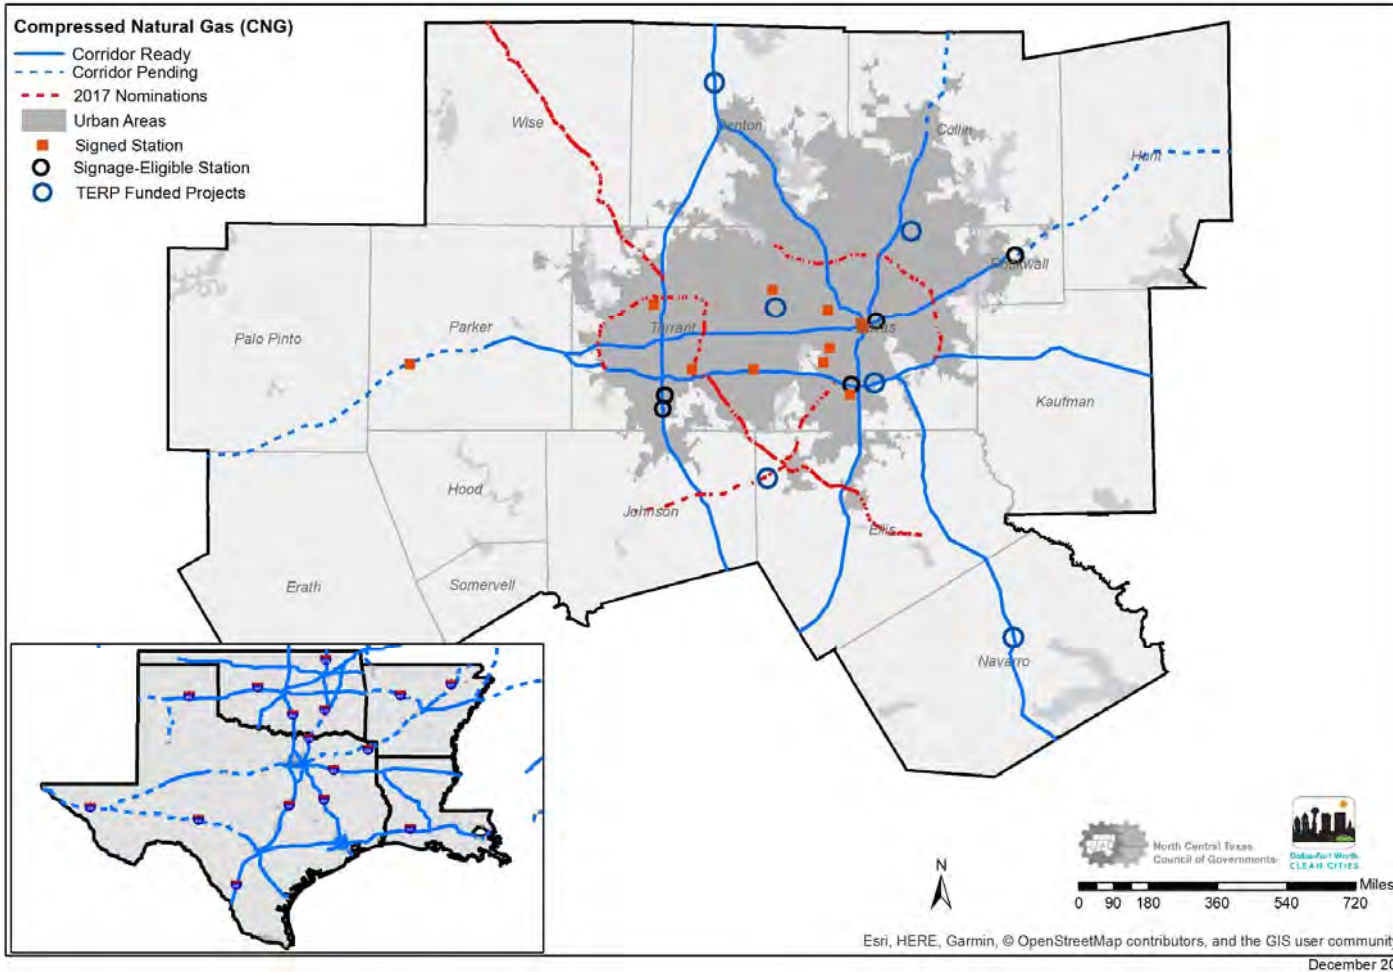 Compressed Natural Gas (CNG)
Corridor Ready
Corridor Pending
2017 Nominations
Urban Areas
Signed Station
Signage-Eligible Station
TERP Funded Projects
Wise
Denton
Collin
Hunt
Rockwall
Palo Pinto
Parker
Tarrant
Dallas
Kaufman
Hood
Johnson
Ellis
Erath
Somervell
Navarro
North Central Texas
Council of Governments
Dallas-Fort Worth
CLEAN CITIES
N
Miles
0 90 180 360 540 720
Esri, HERE, Garmin, © OpenStreetMap contributors, and the GIS user community
December 20